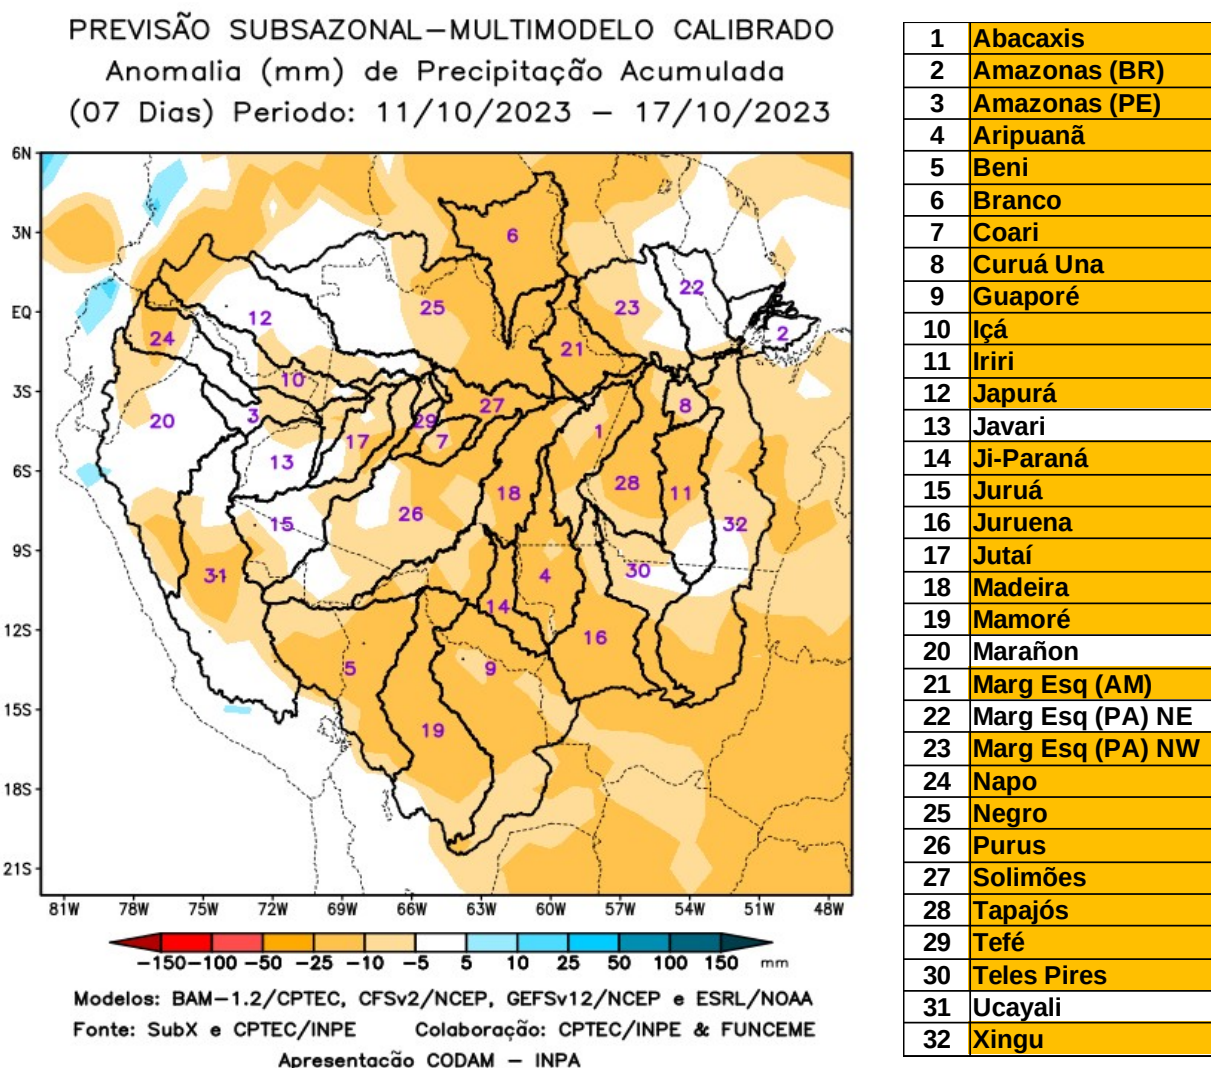 PREVISÃO SUBSAZONAL–MULTIMODELO CALIBRADO
Anomalia (mm) de Precipitação Acumulada
(07 Dias) Periodo: 11/10/2023 – 17/10/2023
6N
3N
EQ
3S
6S
9S
12S
15S
18S
21S
81W 78W 75W 72W 69W 66W 63W 60W 57W 54W 51W 48W
6
22
25
23
12
2
24
21
10
27
8
3
20
29
1
17
7
13
28
18
11
26
15
32
31
4
30
14
16
5
9
19
-150 -100 -50 -25 -10 -5 5 10 25 50 100 150 mm
Modelos: BAM–1.2/CPTEC, CFSv2/NCEP, GEFSv12/NCEP e ESRL/NOAA
Fonte: SubX e CPTEC/INPE Colaboração: CPTEC/INPE & FUNCEME
Apresentação CODAM – INPA
1 Abacaxis
2 Amazonas (BR)
3 Amazonas (PE)
4 Aripuanã
5 Beni
6 Branco
7 Coari
8 Curuá Una
9 Guaporé
10 Içá
11 Iriri
12 Japurá
13 Javari
14 Ji-Paraná
15 Juruá
16 Juruena
17 Jutaí
18 Madeira
19 Mamoré
20 Marañon
21 Marg Esq (AM)
22 Marg Esq (PA) NE
23 Marg Esq (PA) NW
24 Napo
25 Negro
26 Purus
27 Solimões
28 Tapajós
29 Tefé
30 Teles Pires
31 Ucayali
32 Xingu